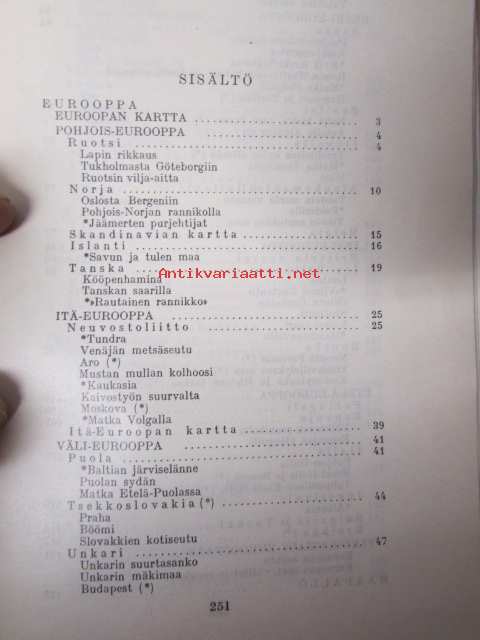 SISÄLTÖ
EUROOPPA
EUROOPAN KARTTA 3
POHJOIS-EUROOPPA 4
Ruotsi 4
Lapin rikkaus
Tukholmasta Göteborgiin
Ruotsin vilja-aitta
Norja 10
Oslosta Bergeniin
Pohjois-Norjan rannikolla
*Jäämerten purjehtijat
Skandinavian kartta 15
Islanti 16
*Savun ja tulen maa
Tanska 19
Antikvariaatti.net
Kööpenhamina
Tanskan saarilla
*»Rautainen rannikko»
ITÄ-EUROOPPA 25
Neuvostoliitto 25
*Tundra
Venäjän metsäseutu
Aro (*)
Mustan mullan kolhoosi
*Kaukasia
Kaivostyön suurvalta
Moskova (*)
*Matka Volgalla
Itä-Euroopan kartta 39
VÄLI-EUROOPPA 41
Puola 41
*Baltian järviselänne
Puolan sydän
Matka Etelä-Puolassa
Tsekkoslovakia (*) 44
Praha
Böömi
Slovakkien kotiseutu
Unkari 47
Unkarin suurtasanko
Unkarin mäkimaa
Budapest (*)
251